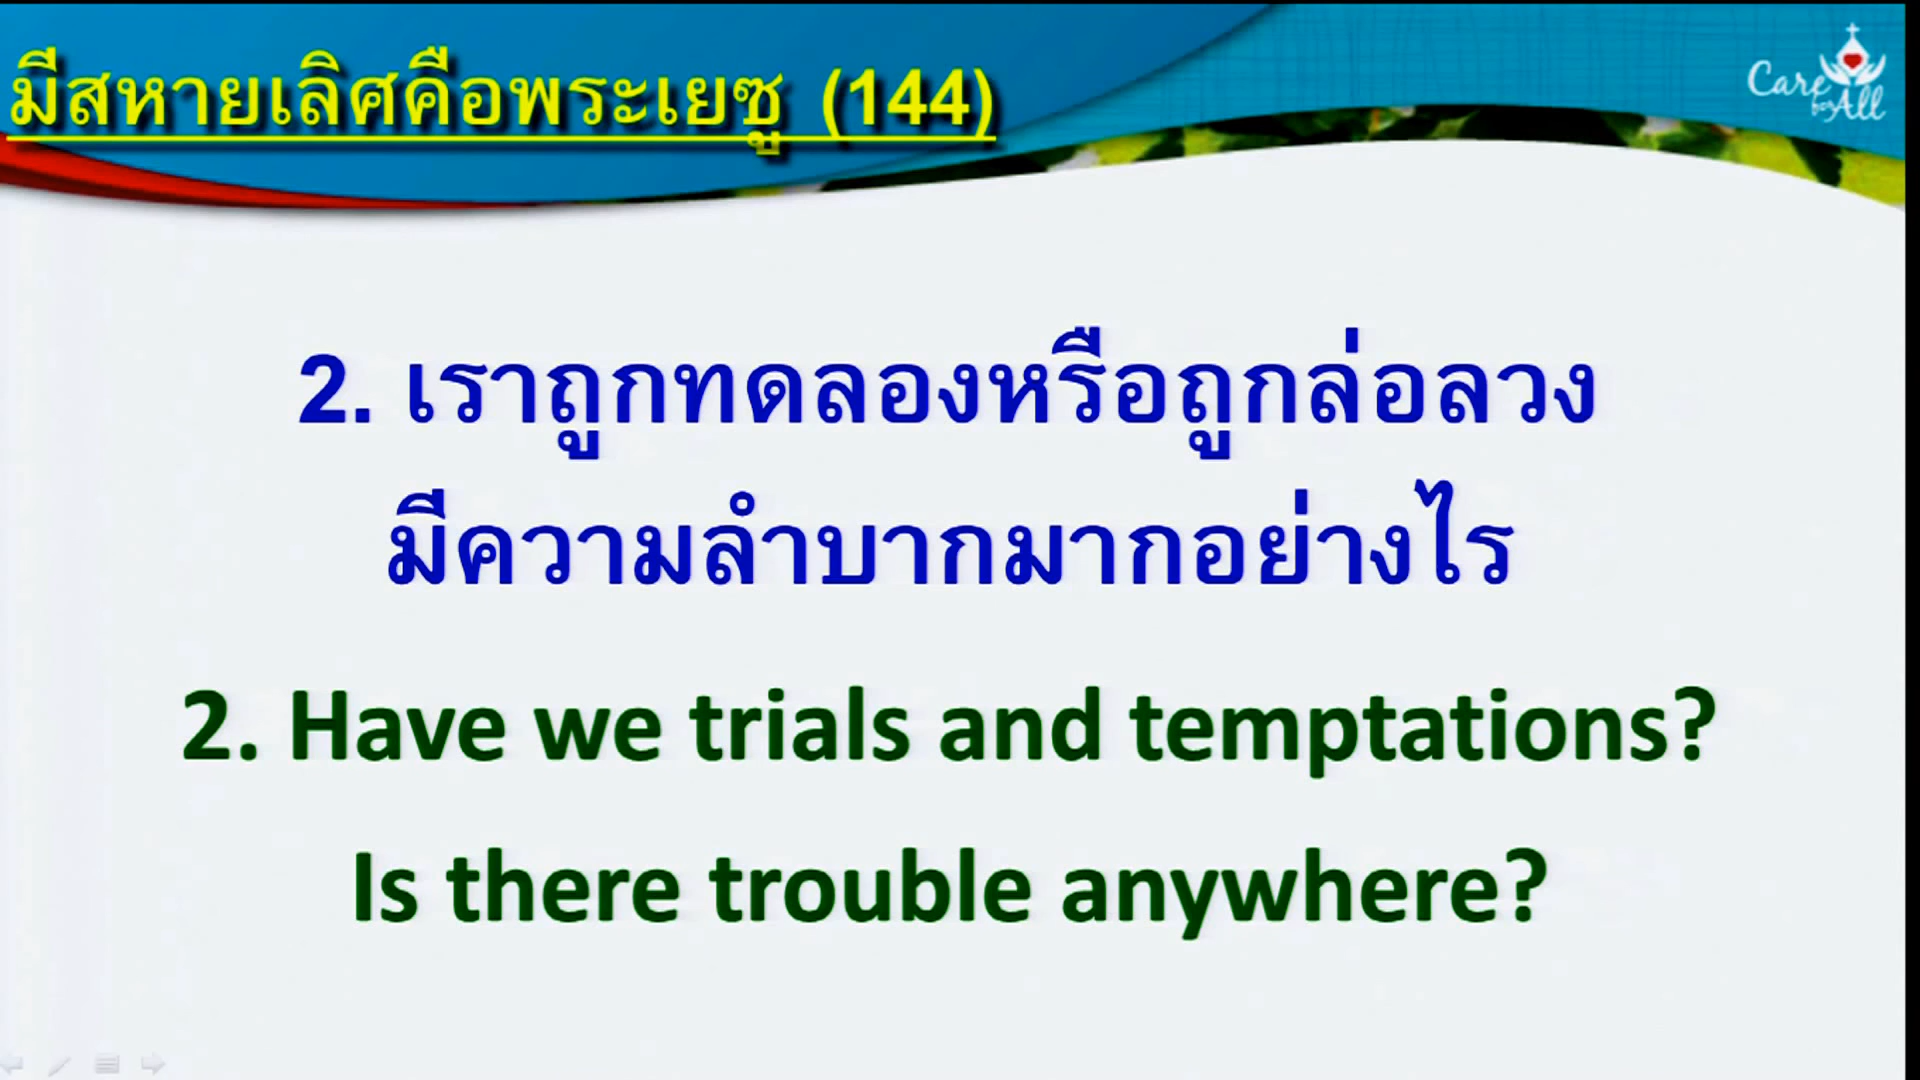 มีสหายเลิศคือพระเยซู (144)
Care
for All
2. เราถูกทดลองหรือถูกล่อลวง
มีความลำบากมากอย่างไร
2. Have we trials and temptations?
Is there trouble anywhere?